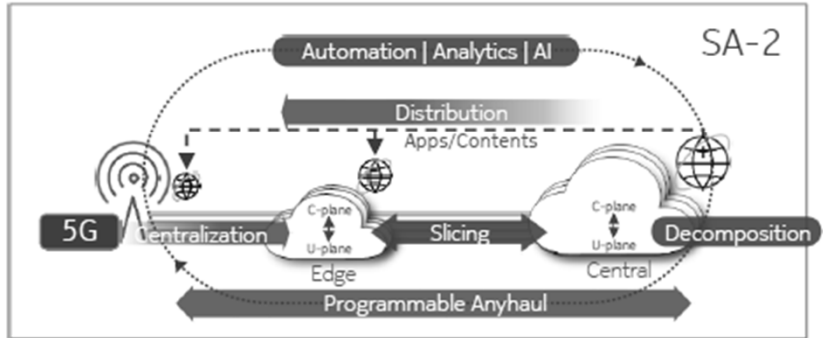 SA-2
Automation | Analytics | AI
Distribution
Apps/Contents
5G
Centralization
C-plane
U-plane
Edge
Slicing
C-plane
U-plane
Central
Decomposition
Programmable Anyhaul